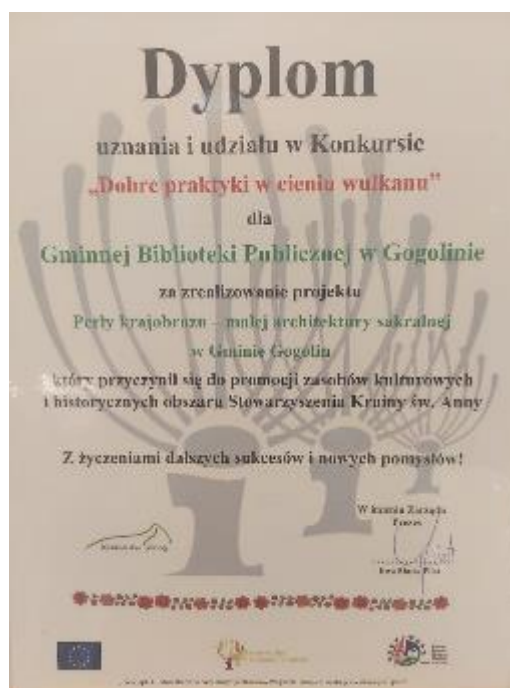 Dyplom
uznania i udziału w Konkursie
„Dobre praktyki w cieniu wulkanu”
dla
Gminnej Biblioteki Publicznej w Gogolinie
za zrealizowanie projektu
Perły krajobrazu – małej architektury sakralnej
w Gminie Gogolin
który przyczynił się do promocji zasobów kulturowych
i historycznych obszaru Stowarzyszenia Krainy św. Anny
Z życzeniami dalszych sukcesów i nowych pomysłów!
W imieniu Zarządu
Prezes